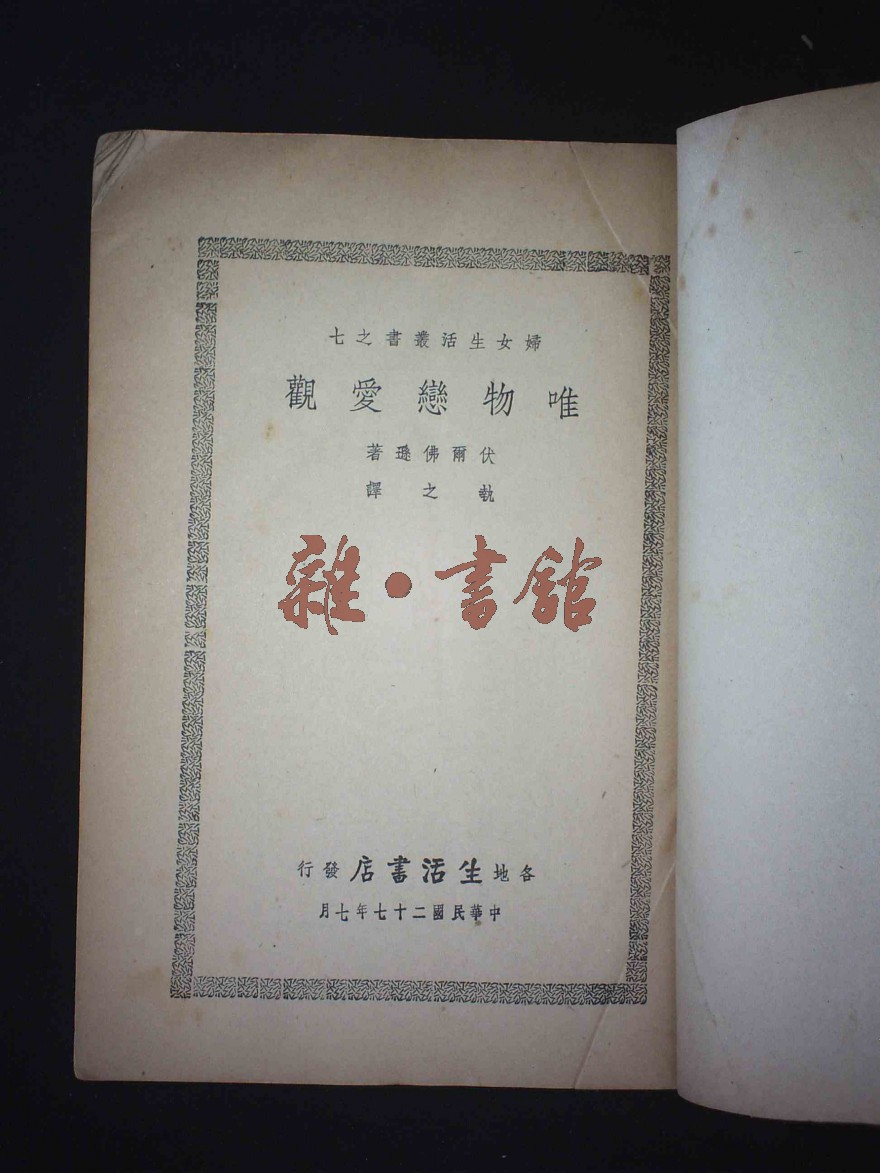 婦女生活叢書之七
唯物戀愛觀
伏爾佛遜著
執之譯
雜·書舘
各地生活書店發行
中華民國二十七年七月